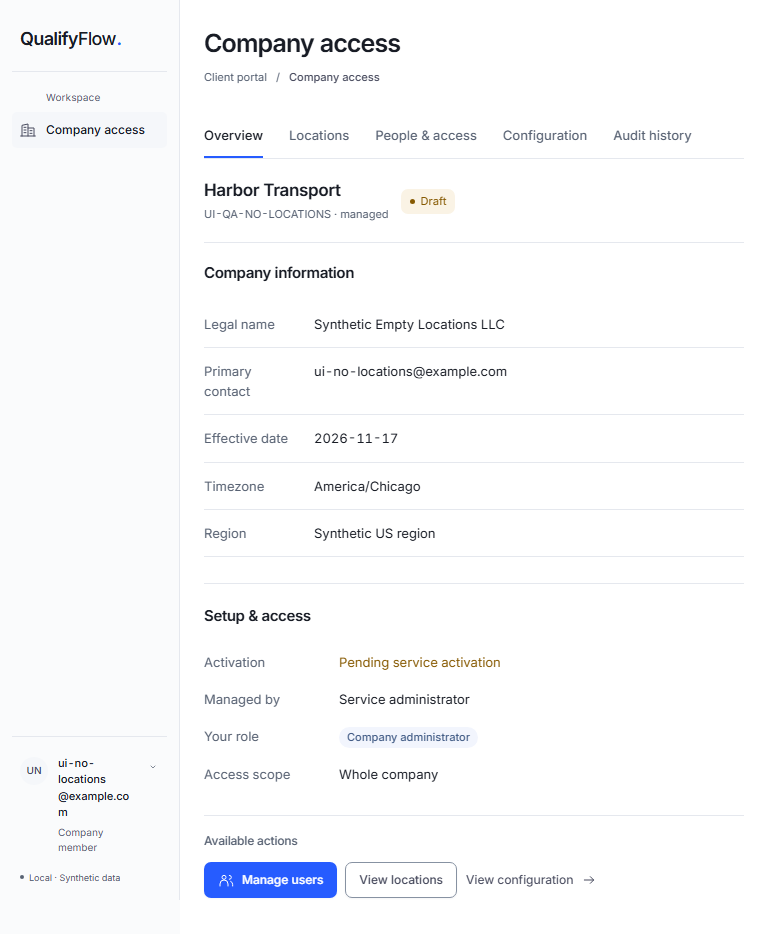 QualifyFlow.
Workspace
Company access
Company access
Client portal / Company access
Overview Locations People & access Configuration Audit history
Harbor Transport
UI-QA-NO-LOCATIONS · managed
Draft
Company information
Legal name Synthetic Empty Locations LLC
Primary
contact
ui-no-locations@example.com
Effective date 2026-11-17
Timezone America/Chicago
Region Synthetic US region
Setup & access
Activation Pending service activation
Managed by Service administrator
Your role Company administrator
Access scope Whole company
Available actions
Manage users View locations View configuration →
UN
ui-no-
locations
@example.co
m
Company
member
Local · Synthetic data